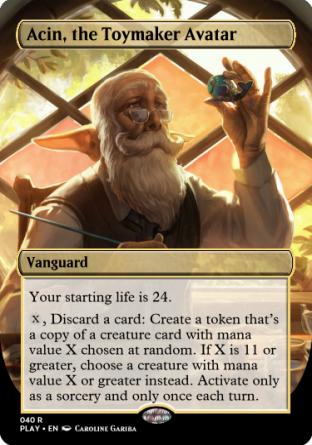 Acin, the Toymaker Avatar
Vanguard
Your starting life is 24.
X, Discard a card: Create a token that's
a copy of a creature card with mana
value X chosen at random. If X is 11 or
greater, choose a creature with mana
value X or greater instead. Activate only
as a sorcery and only once each turn.
040 R
PLAY • EN CAROLINE GARIBA